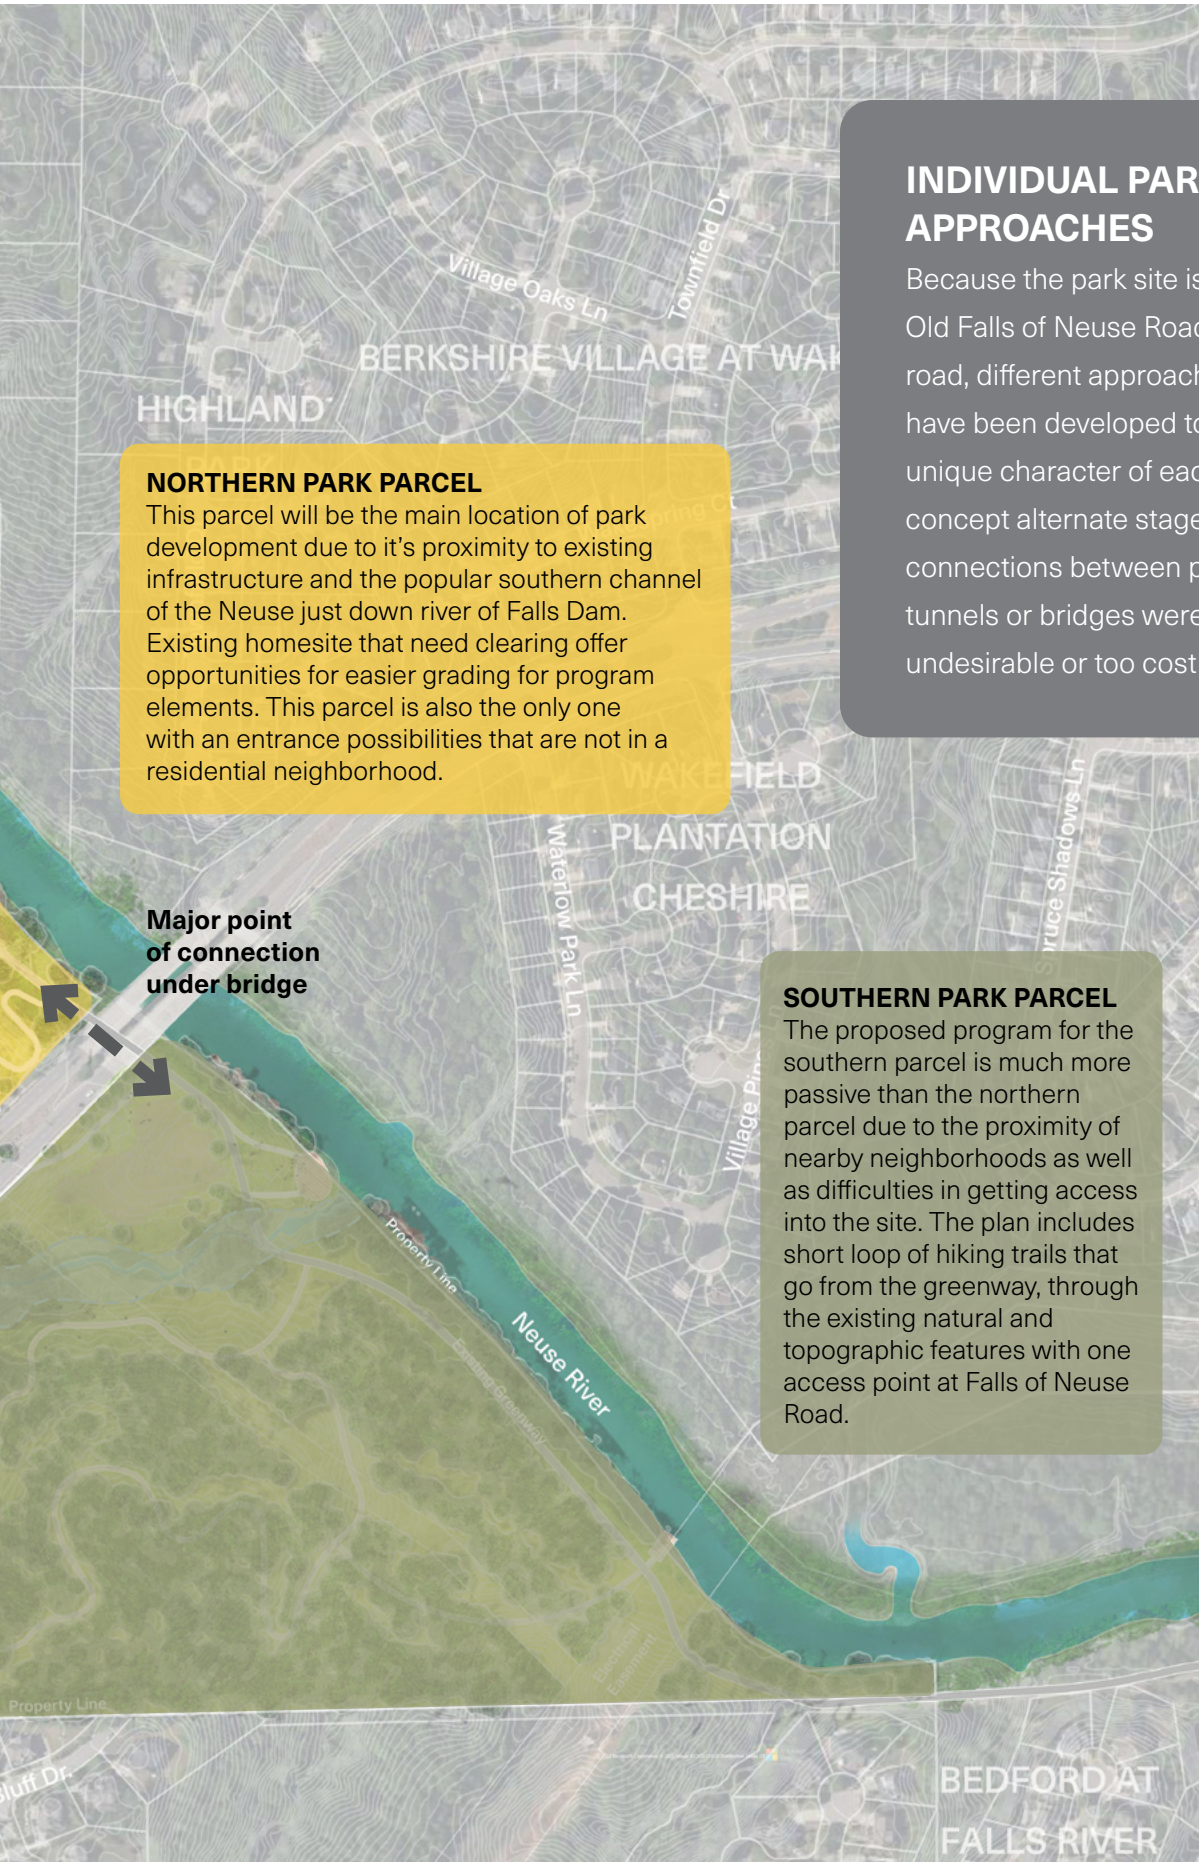 Village Oaks Ln
Townfield Dr
BERKSHIRE VILLAGE AT WAK
HIGHLAND
PARK
INDIVIDUAL PAR
APPROACHES
Because the park site is
Old Falls of Neuse Road
road, different approach
have been developed to
unique character of eac
concept alternate stage
connections between p
tunnels or bridges were
undesirable or too cost
NORTHERN PARK PARCEL
This parcel will be the main location of park
development due to it's proximity to existing
infrastructure and the popular southern channel
of the Neuse just down river of Falls Dam.
Existing homesite that need clearing offer
opportunities for easier grading for program
elements. This parcel is also the only one
with an entrance possibilities that are not in a
residential neighborhood.
WAKEFIELD
PLANTATION
CHESHIRE
Waterlow Park Ln
Spruce Shadows Ln
Major point
of connection
under bridge
Village Pin
SOUTHERN PARK PARCEL
The proposed program for the
southern parcel is much more
passive than the northern
parcel due to the proximity of
nearby neighborhoods as well
as difficulties in getting access
into the site. The plan includes
short loop of hiking trails that
go from the greenway, through
the existing natural and
topographic features with one
access point at Falls of Neuse
Road.
Property Line
Neuse River
Existing Greenway
Electrical
Easement
Property Line
Bluff Dr.
BEDFORD AT
FALLS RIVER